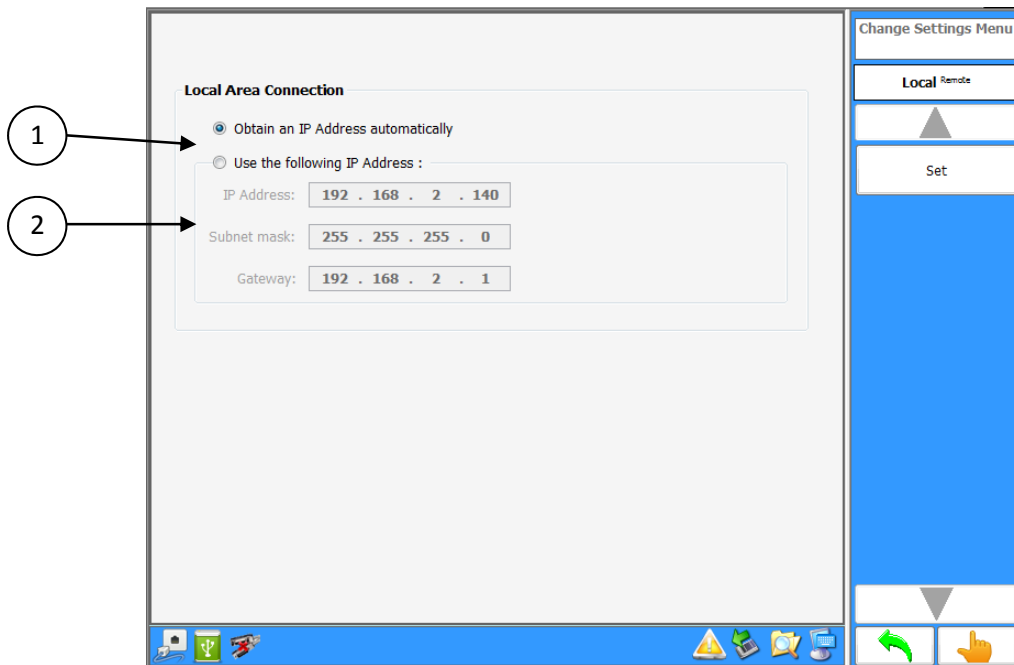 Change Settings Menu
Local Remote
Local Area Connection
1
Obtain an IP Address automatically
Use the following IP Address :
Set
IP Address: 192 . 168 . 2 . 140
2
Subnet mask: 255 . 255 . 255 . 0
Gateway: 192 . 168 . 2 . 1